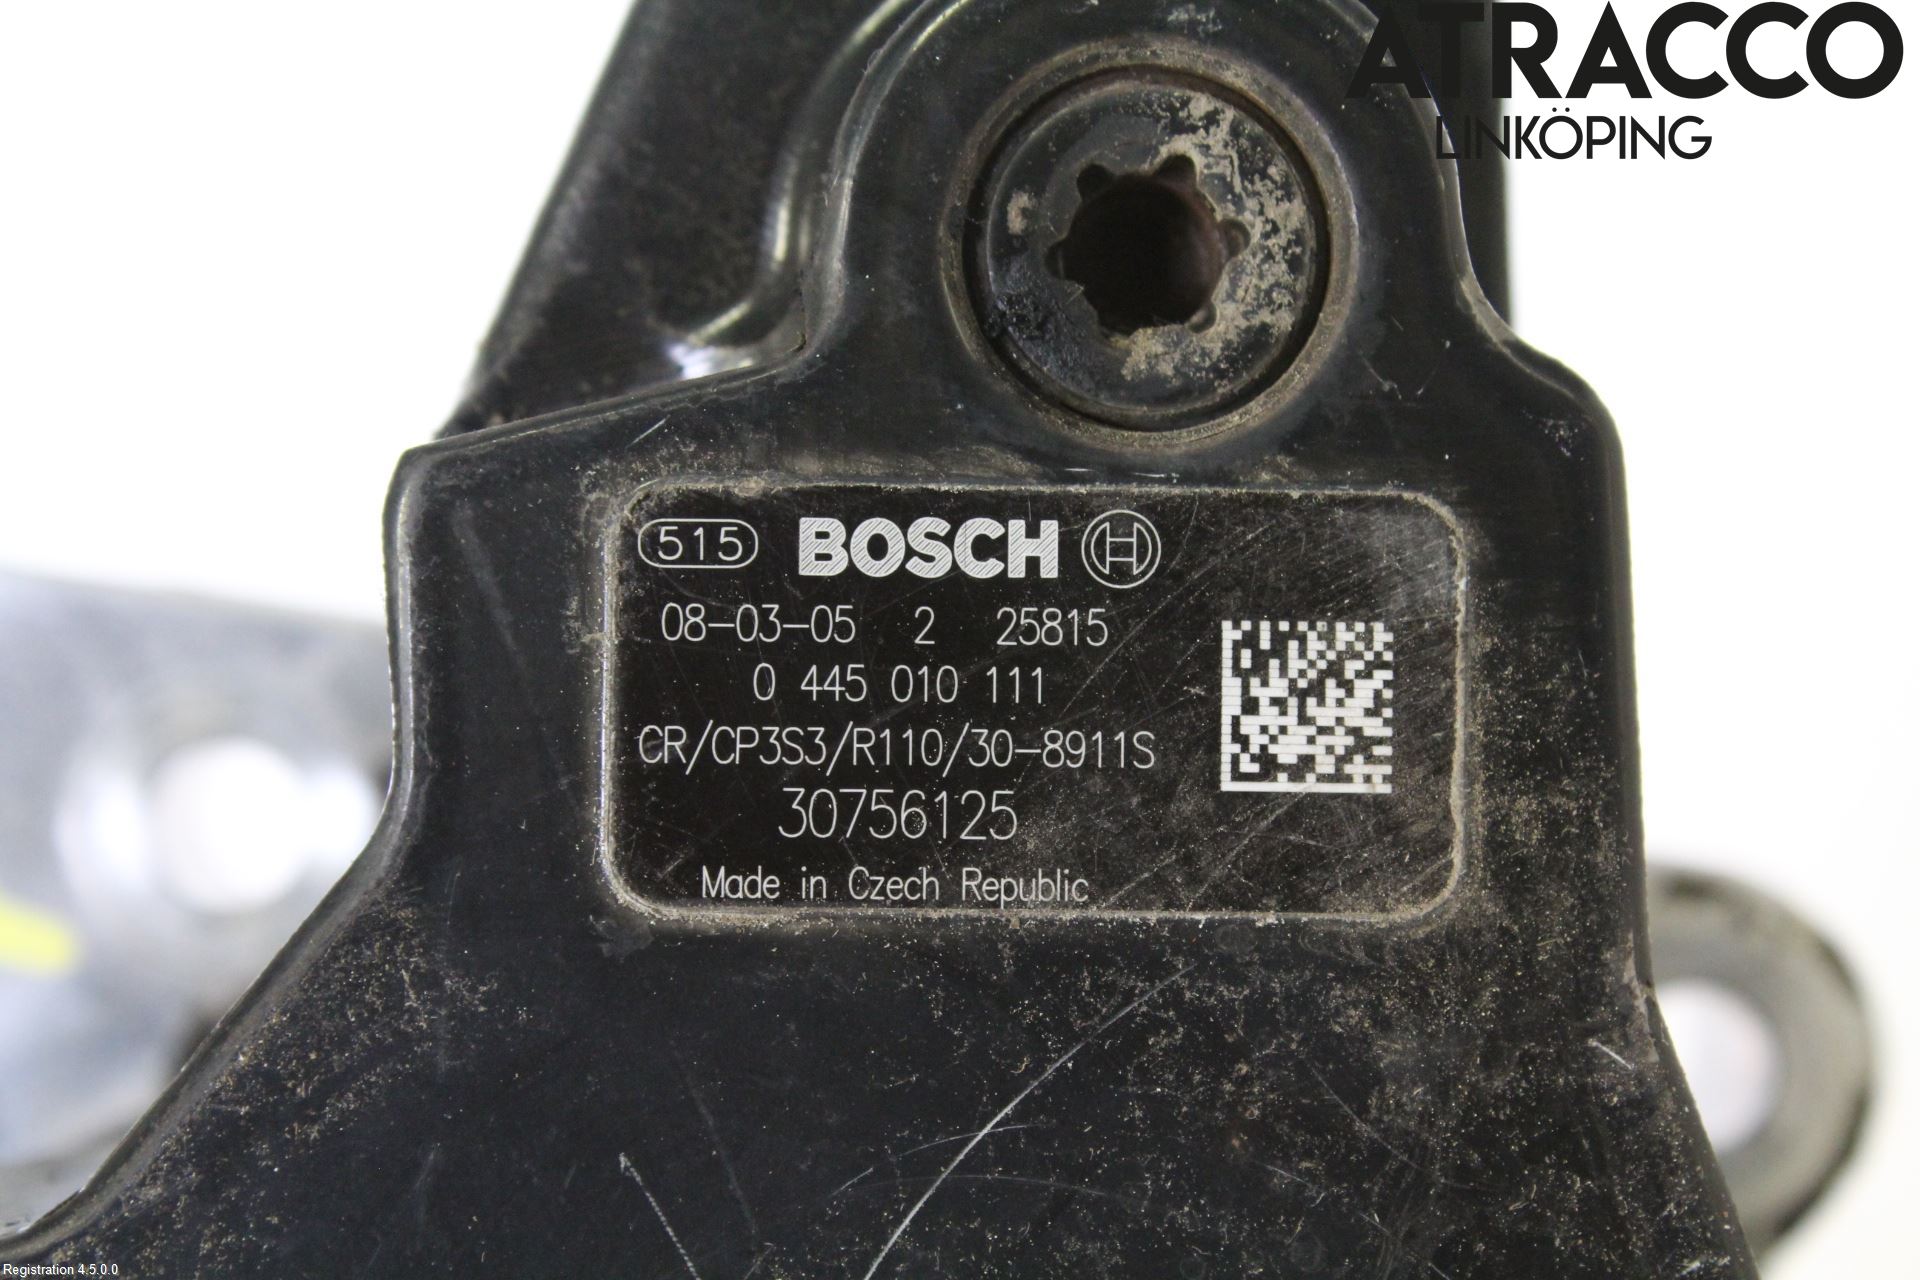 ATRACCO
LINKÖPING
515 BOSCH
08-03-05 2 25815
0 445 010 111
CR/CP3S3/R110/30-8911S
30756125
Made in Czech Republic
Registration 4.5.0.0